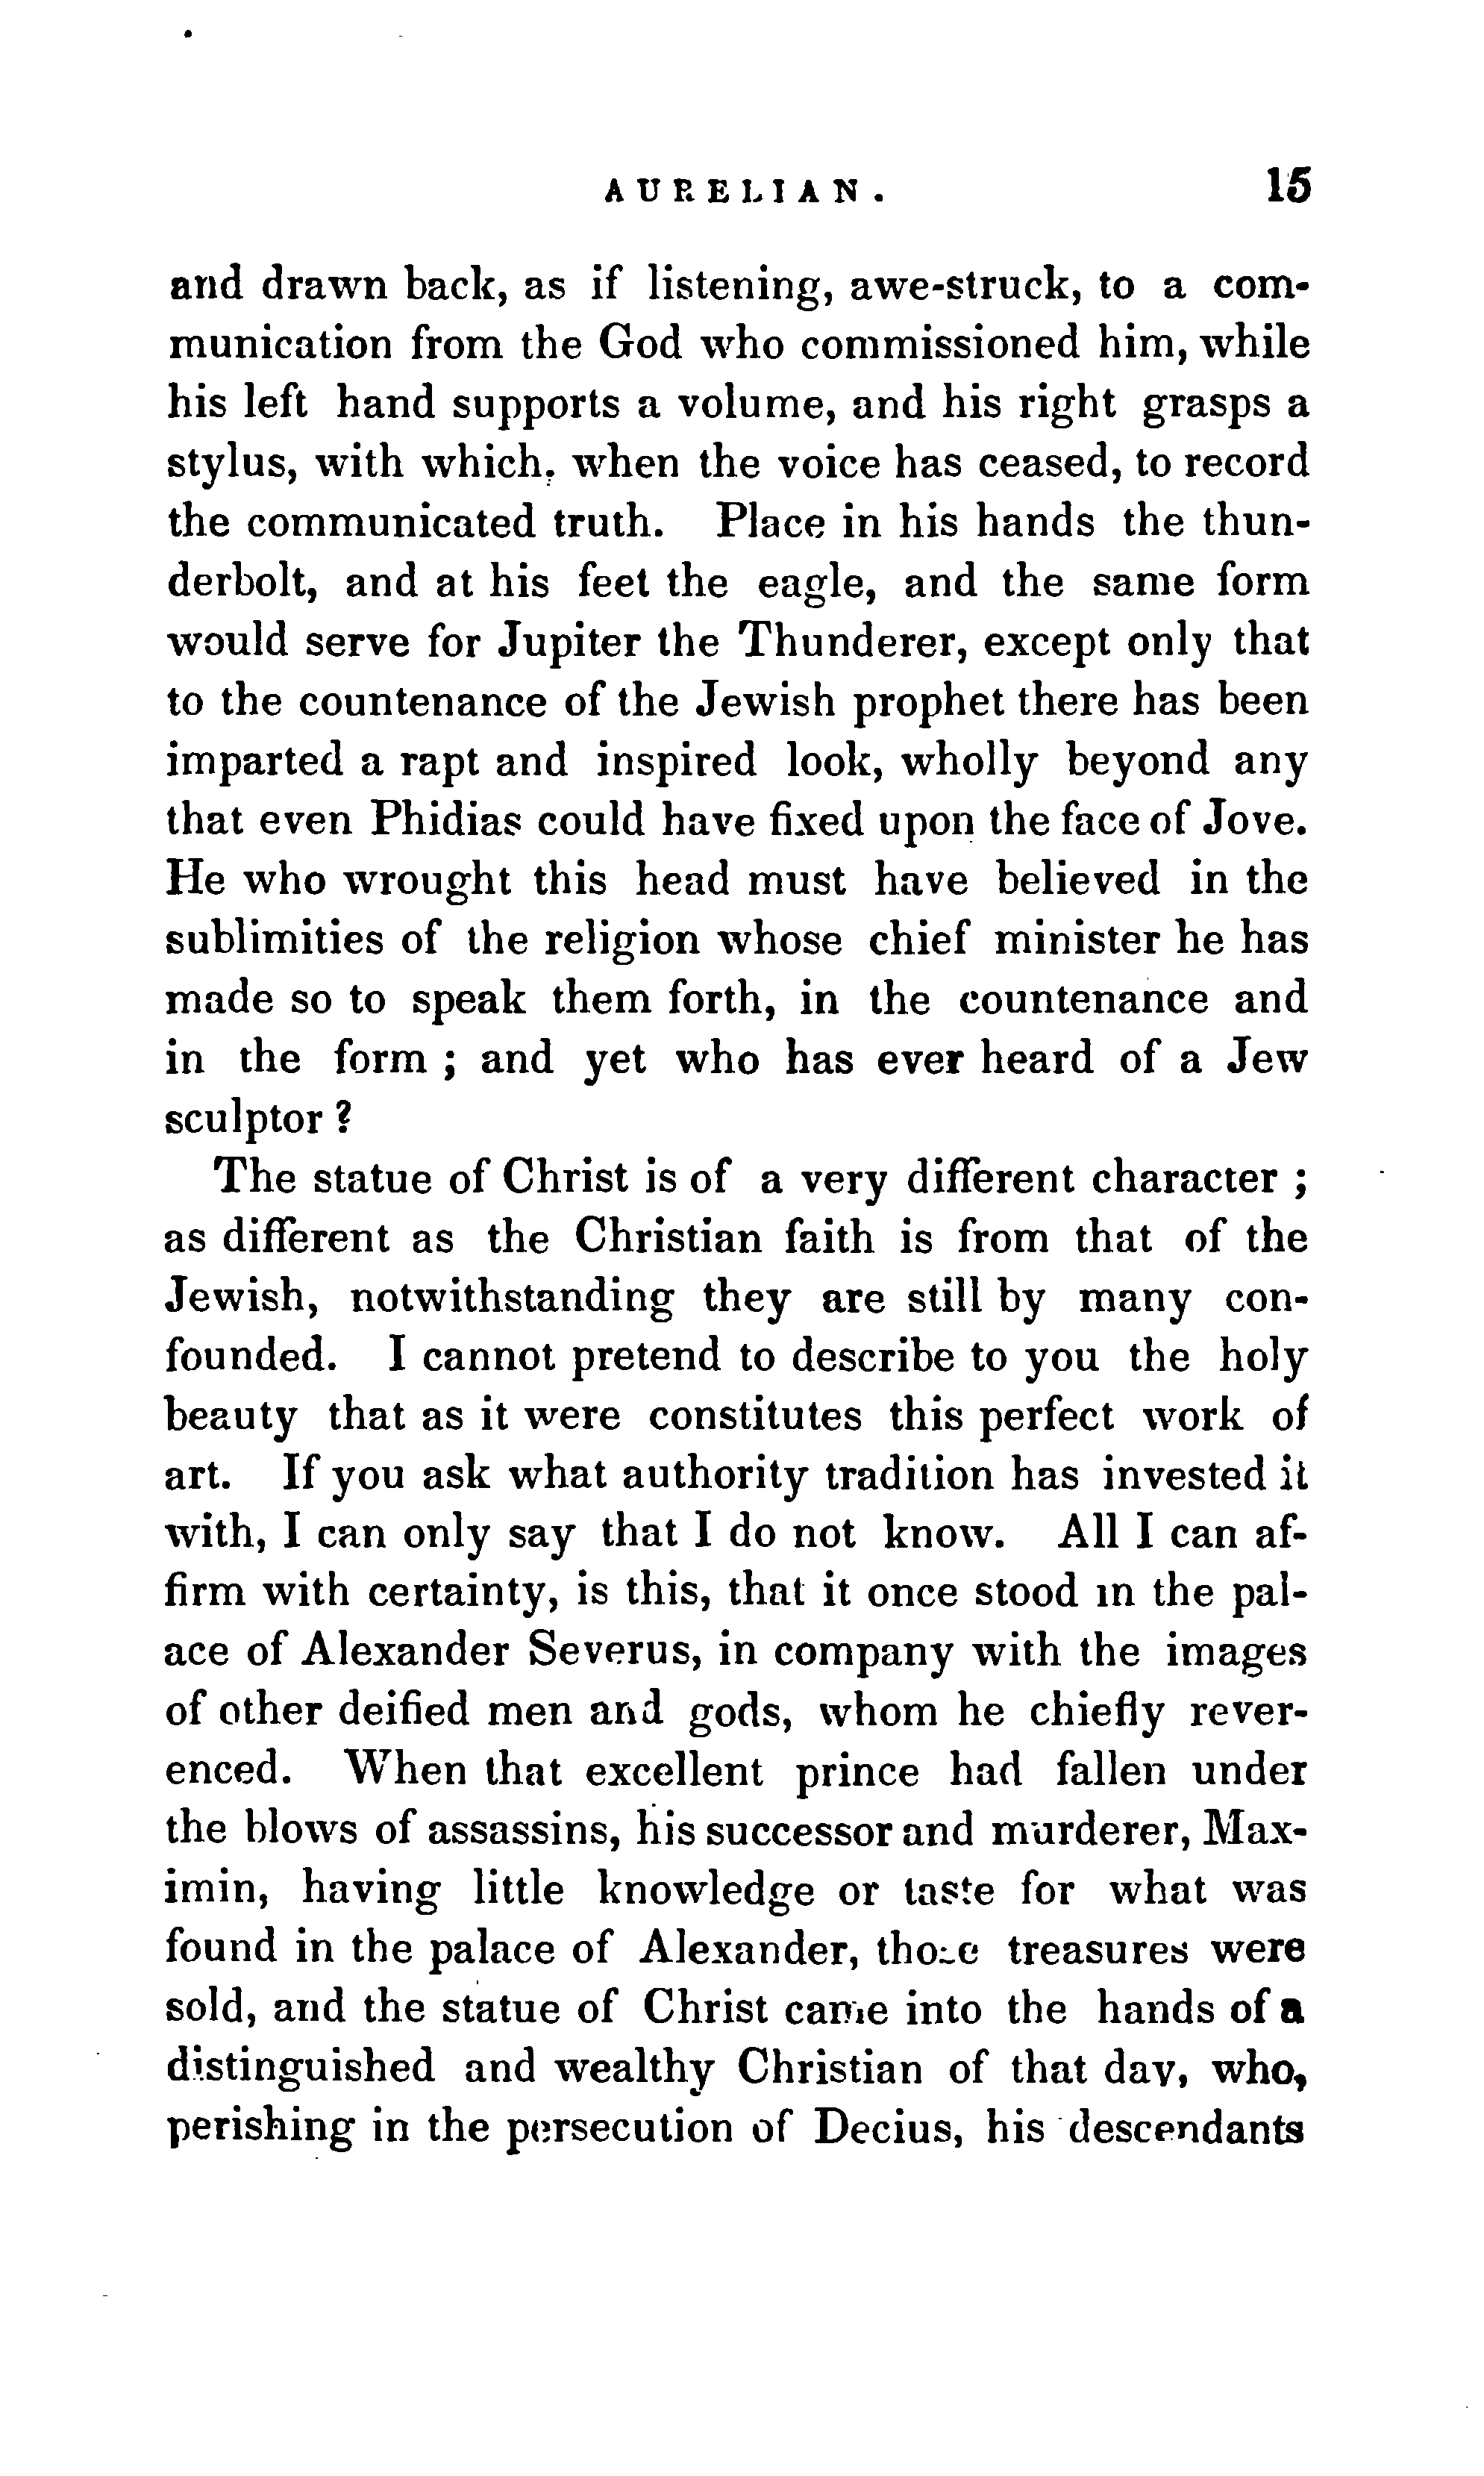 AURELIAN. 15
and drawn back, as if listening, awe-struck, to a com-
munication from the God who commissioned him, while
his left hand supports a volume, and his right grasps a
stylus, with which, when the voice has ceased, to record
the communicated truth. Place in his hands the thun-
derbolt, and at his feet the eagle, and the same form
would serve for Jupiter the Thunderer, except only that
to the countenance of the Jewish prophet there has been
imparted a rapt and inspired look, wholly beyond any
that even Phidias could have fixed upon the face of Jove.
He who wrought this head must have believed in the
sublimities of the religion whose chief minister he has
made so to speak them forth, in the countenance and
in the form ; and yet who has ever heard of a Jew
sculptor ?
The statue of Christ is of a very different character ;
as different as the Christian faith is from that of the
Jewish, notwithstanding they are still by many con-
founded. I cannot pretend to describe to you the holy
beauty that as it were constitutes this perfect work of
art. If you ask what authority tradition has invested it
with, I can only say that I do not know. All I can af-
firm with certainty, is this, that it once stood in the pal-
ace of Alexander Severus, in company with the images
of other deified men and gods, whom he chiefly rever-
enced. When that excellent prince had fallen under
the blows of assassins, his successor and murderer, Max-
imin, having little knowledge or taste for what was
found in the palace of Alexander, those treasures were
sold, and the statue of Christ came into the hands of a
distinguished and wealthy Christian of that day, who,
perishing in the persecution of Decius, his descendants